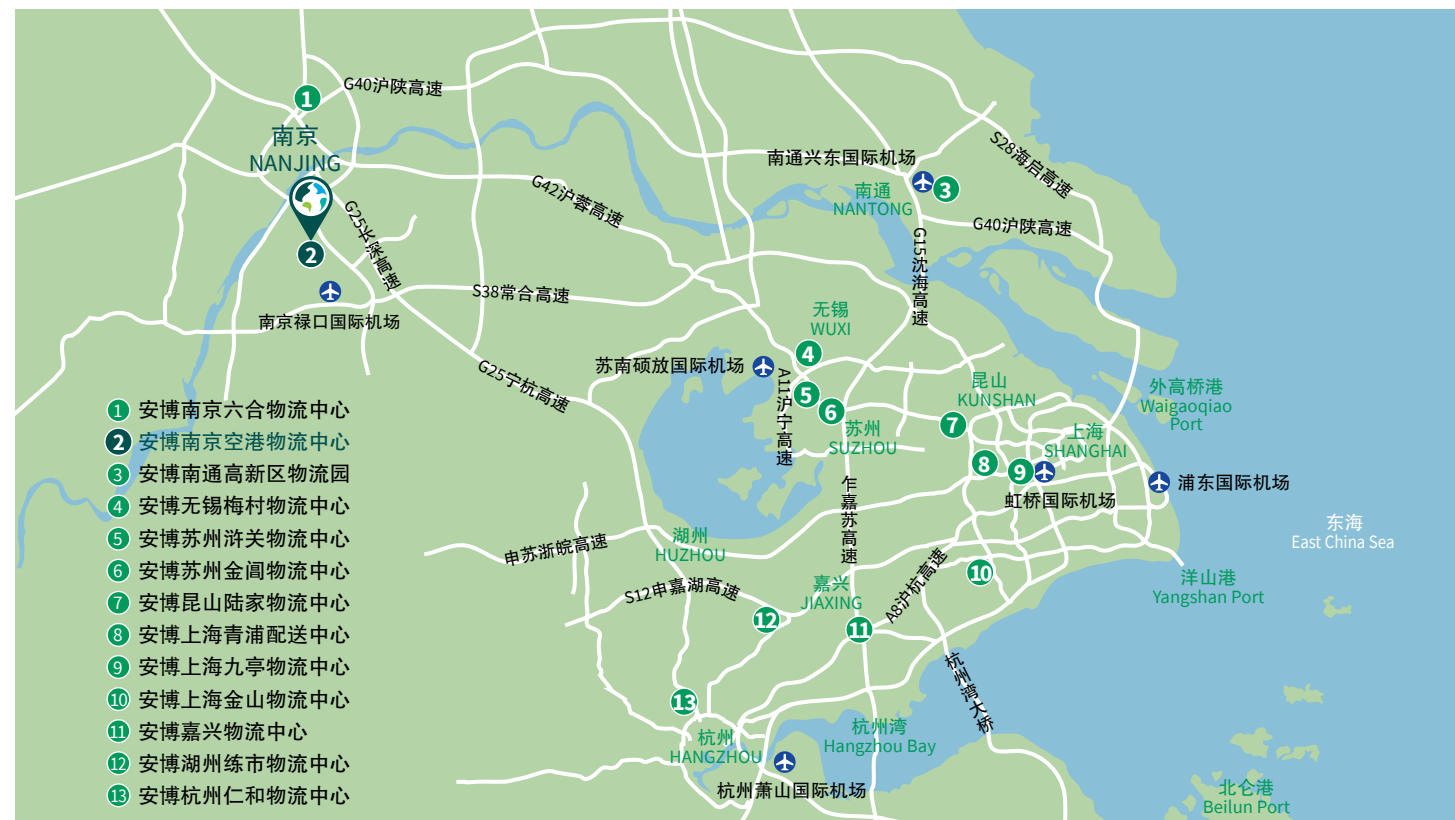 G40沪陕高速
1
南京
NANJING
南通兴东国际机场
S28海启高速
G42沪蓉高速
3
南通
NANTONG
G25长深高速
G40沪陕高速
G15沈海高速
2
S38常合高速
南京禄口国际机场
无锡
WUXI
4
苏南硕放国际机场
G25宁杭高速
A11沪宁高速
昆山
KUNSHAN
外高桥港
Waigaoqiao
Port
5
6
7
苏州
SUZHOU
上海
SHANGHAI
8
9
虹桥国际机场
浦东国际机场
乍嘉苏高速
东海
East China Sea
湖州
HUZHOU
申苏浙皖高速
S12申嘉湖高速
嘉兴
JIAXING
A8沪杭高速
10
洋山港
Yangshan Port
12
11
杭州湾大桥
13
杭州
HANGZHOU
杭州湾
Hangzhou Bay
杭州萧山国际机场
北仑港
Beilun Port
1 安博南京六合物流中心
2 安博南京空港物流中心
3 安博南通高新区物流园
4 安博无锡梅村物流中心
5 安博苏州浒关物流中心
6 安博苏州金阊物流中心
7 安博昆山陆家物流中心
8 安博上海青浦配送中心
9 安博上海九亭物流中心
10 安博上海金山物流中心
11 安博嘉兴物流中心
12 安博湖州练市物流中心
13 安博杭州仁和物流中心